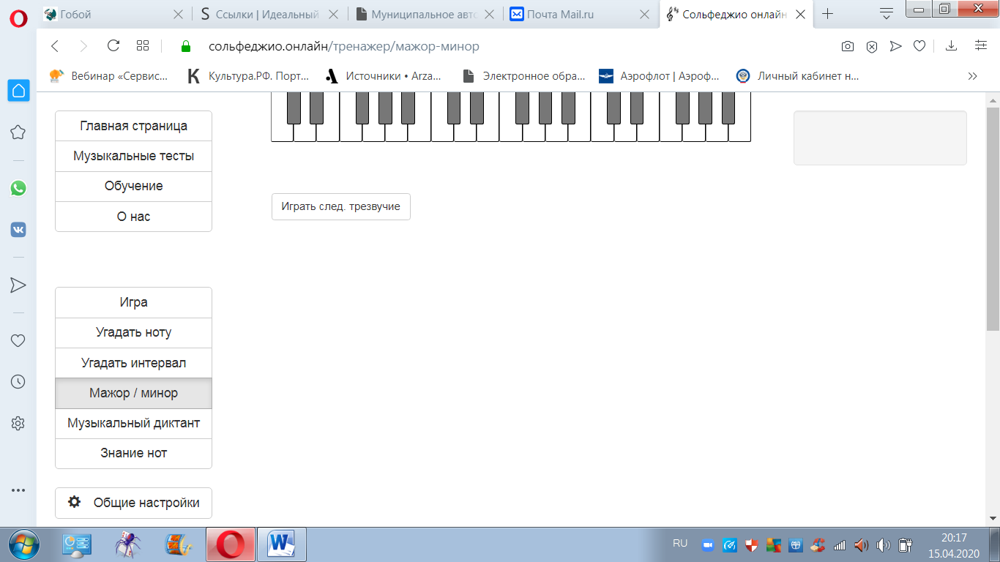 Гобой
Ссылки | Идеальный
Муниципальное авто
Почта Mail.ru
Сольфеджио онлайн
сольфеджио.онлайн/тренажер/мажор-минор
Вебинар «Сервис...
Культура.РФ. Порт...
Источники • Arza...
Электронное обра...
Аэрофлот | Аэроф...
Личный кабинет н...
Главная страница
Музыкальные тесты
Обучение
О нас
Играть след. трезвучие
Игра
Угадать ноту
Угадать интервал
Мажор / минор
Музыкальный диктант
Знание нот
Общие настройки
RU
20:17
15.04.2020